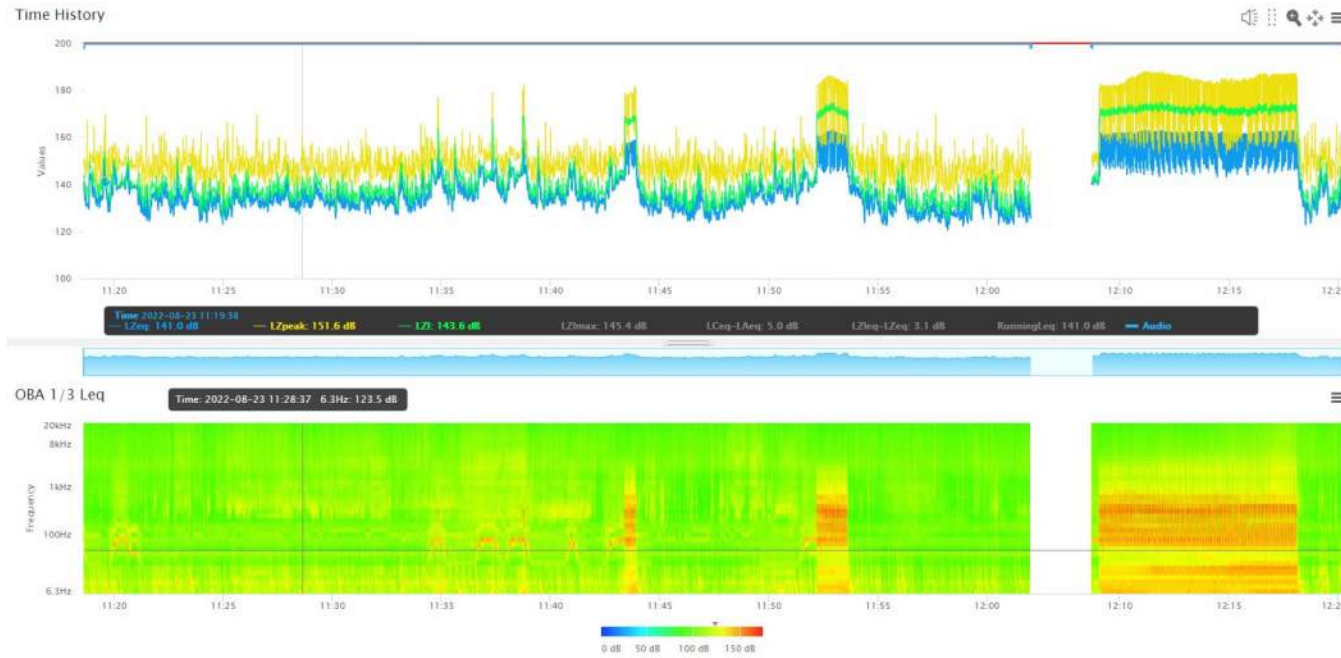 Time History
200
180
160
140
120
100
Values
11:20 11:25 11:30 11:35 11:40 11:45 11:50 11:55 12:00 12:10 12:15 12:2
Time 2022-08-23 11:19:38
LZeq: 141.0 dB LZpeak: 151.6 dB LZI: 143.6 dB LZImax: 145.4 dB LCeq-LAeq: 5.0 dB LZIeq-LZeq: 3.1 dB RunningLeq: 141.0 dB Audio
OBA 1/3 Leq
Time: 2022-08-23 11:28:37 6.3Hz: 123.5 dB
20kHz
8kHz
1kHz
100Hz
6.3Hz
Frequency
11:20 11:25 11:30 11:35 11:40 11:45 11:50 11:55 12:00 12:10 12:15 12:2
0 dB 50 dB 100 dB 150 dB